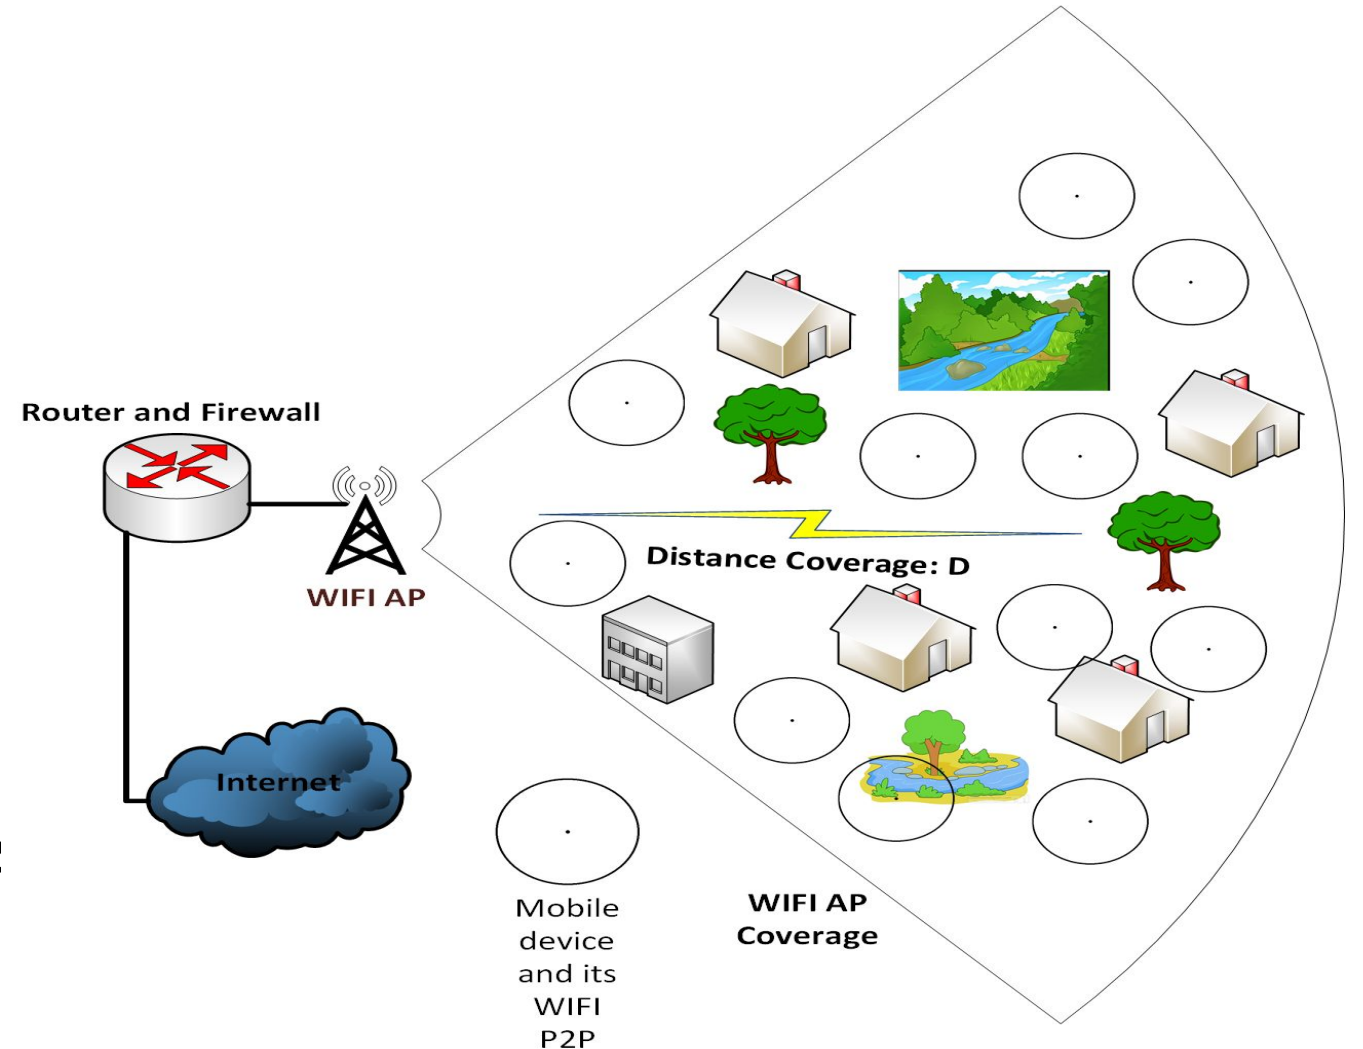 Router and Firewall
WIFI AP
Distance Coverage: D
Internet
Mobile
device
and its
WIFI
P2P
WIFI AP
Coverage